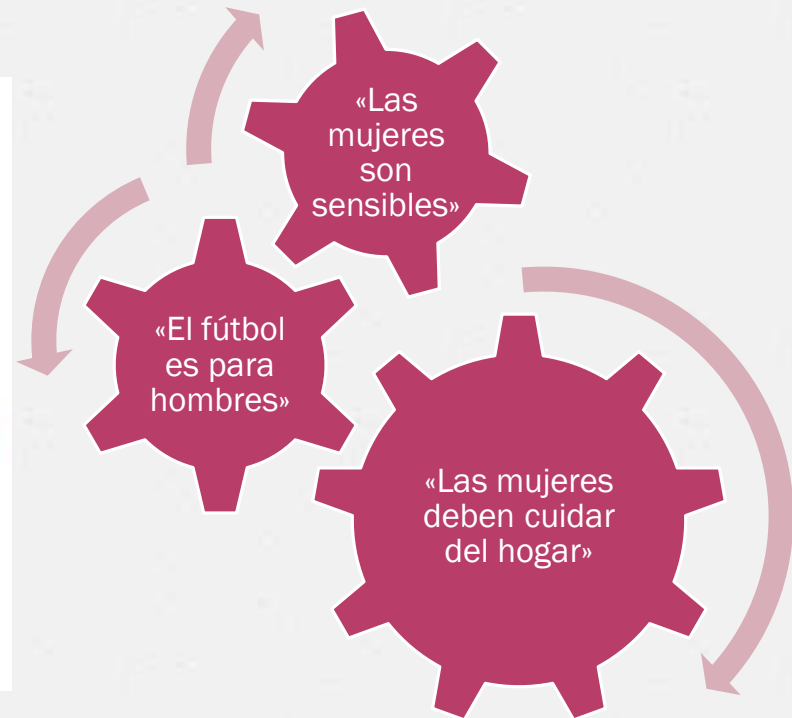 «Las
mujeres
son
sensibles»
«El fútbol
es para
hombres»
«Las mujeres
deben cuidar
del hogar»